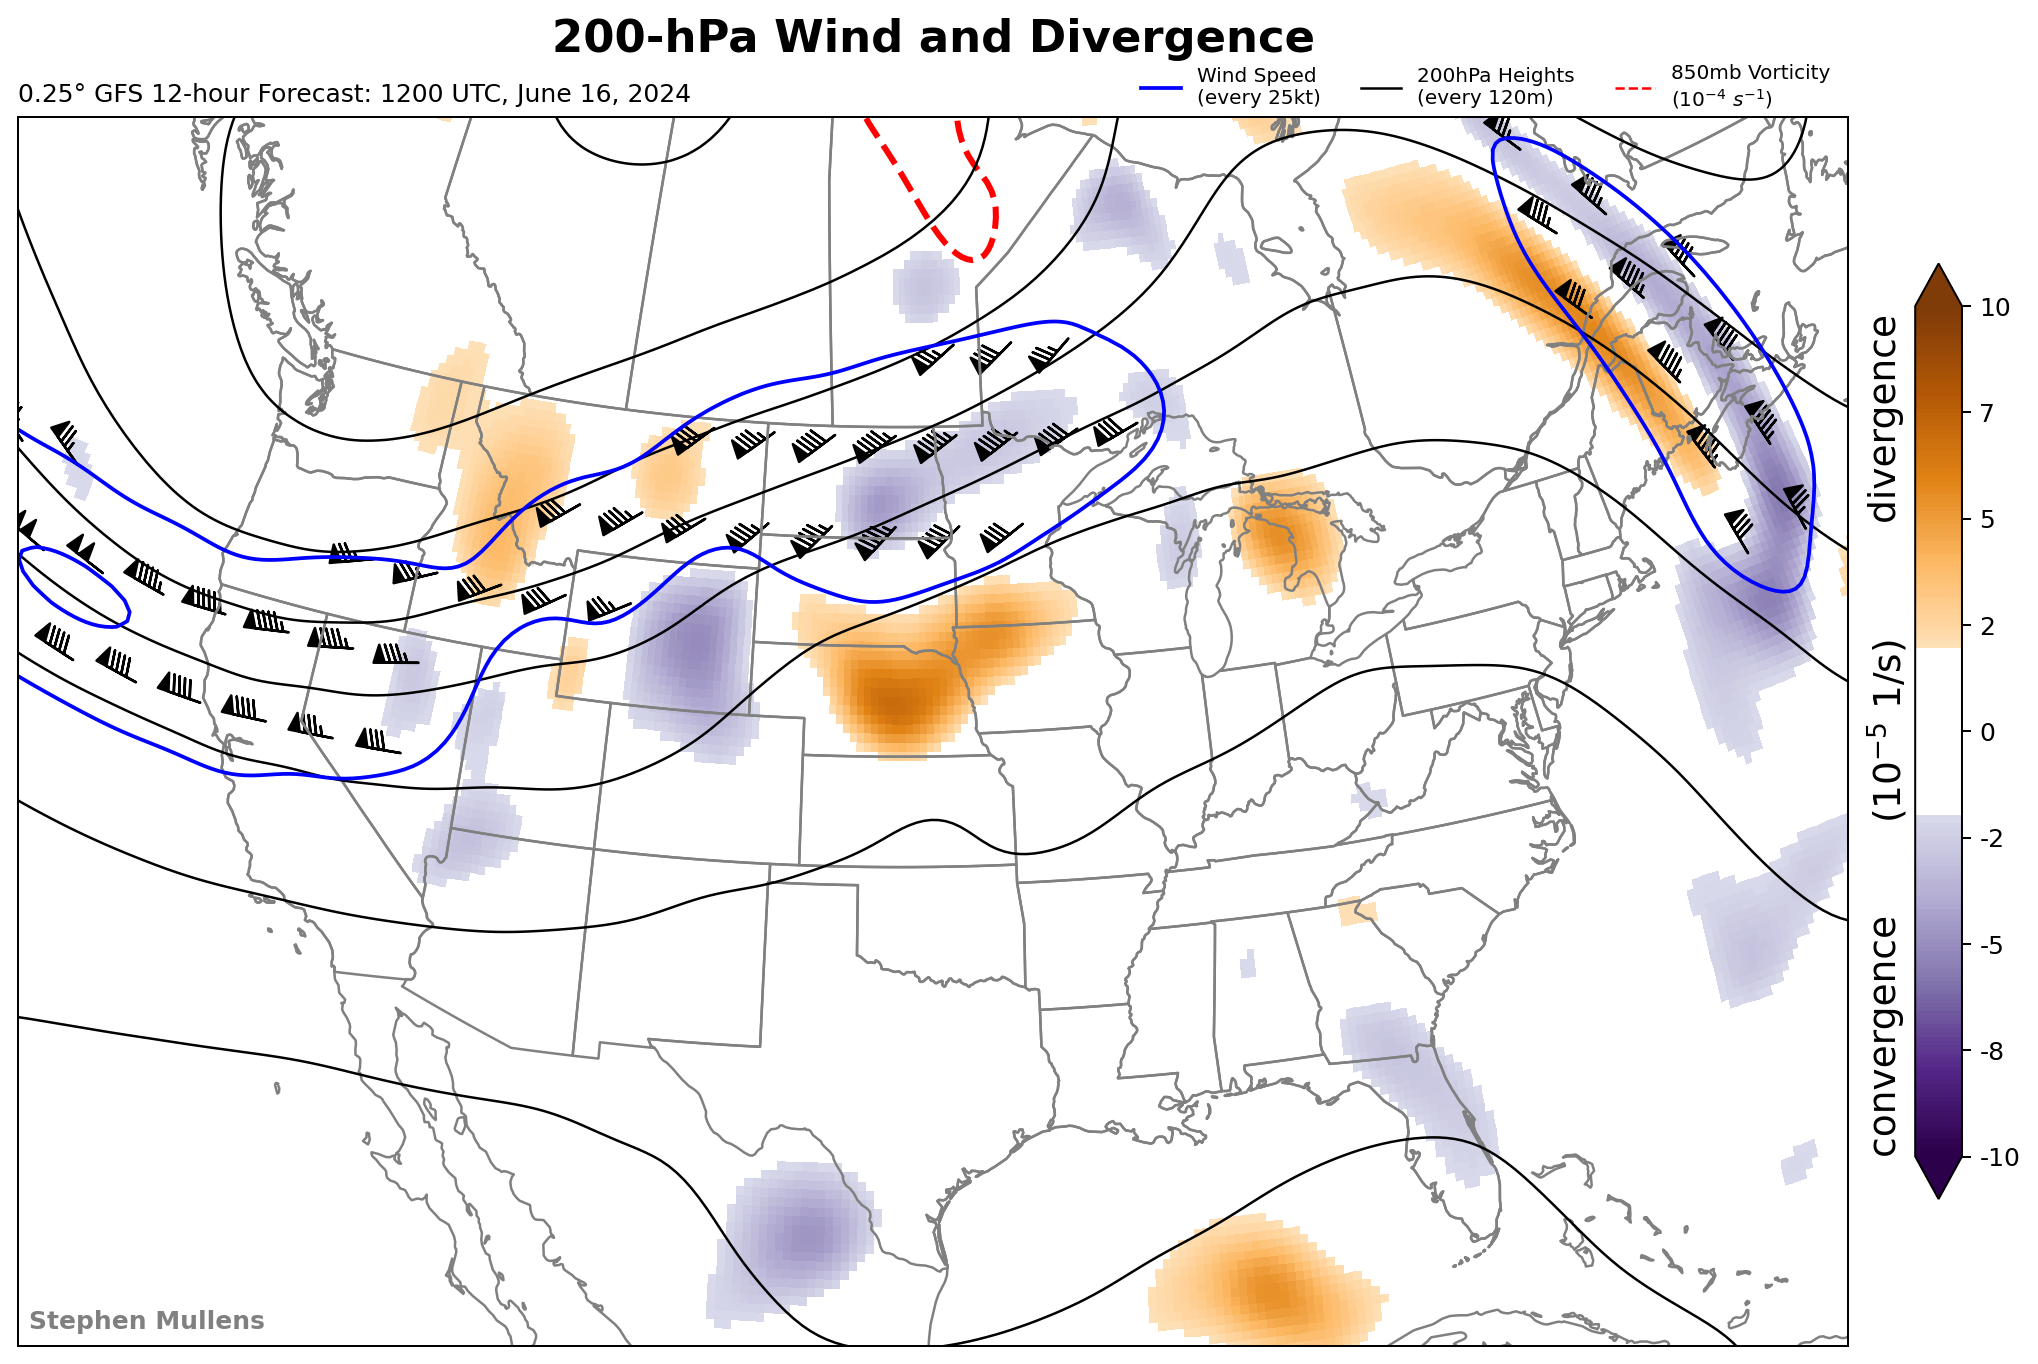 200-hPa Wind and Divergence
0.25° GFS 12-hour Forecast: 1200 UTC, June 16, 2024
Wind Speed
(every 25kt)
200hPa Heights
(every 120m)
850mb Vorticity
(10⁻⁴ s⁻¹)
10
7
5
2
0
-2
-5
-8
-10
convergence (10⁻⁵ 1/s) divergence
Stephen Mullens